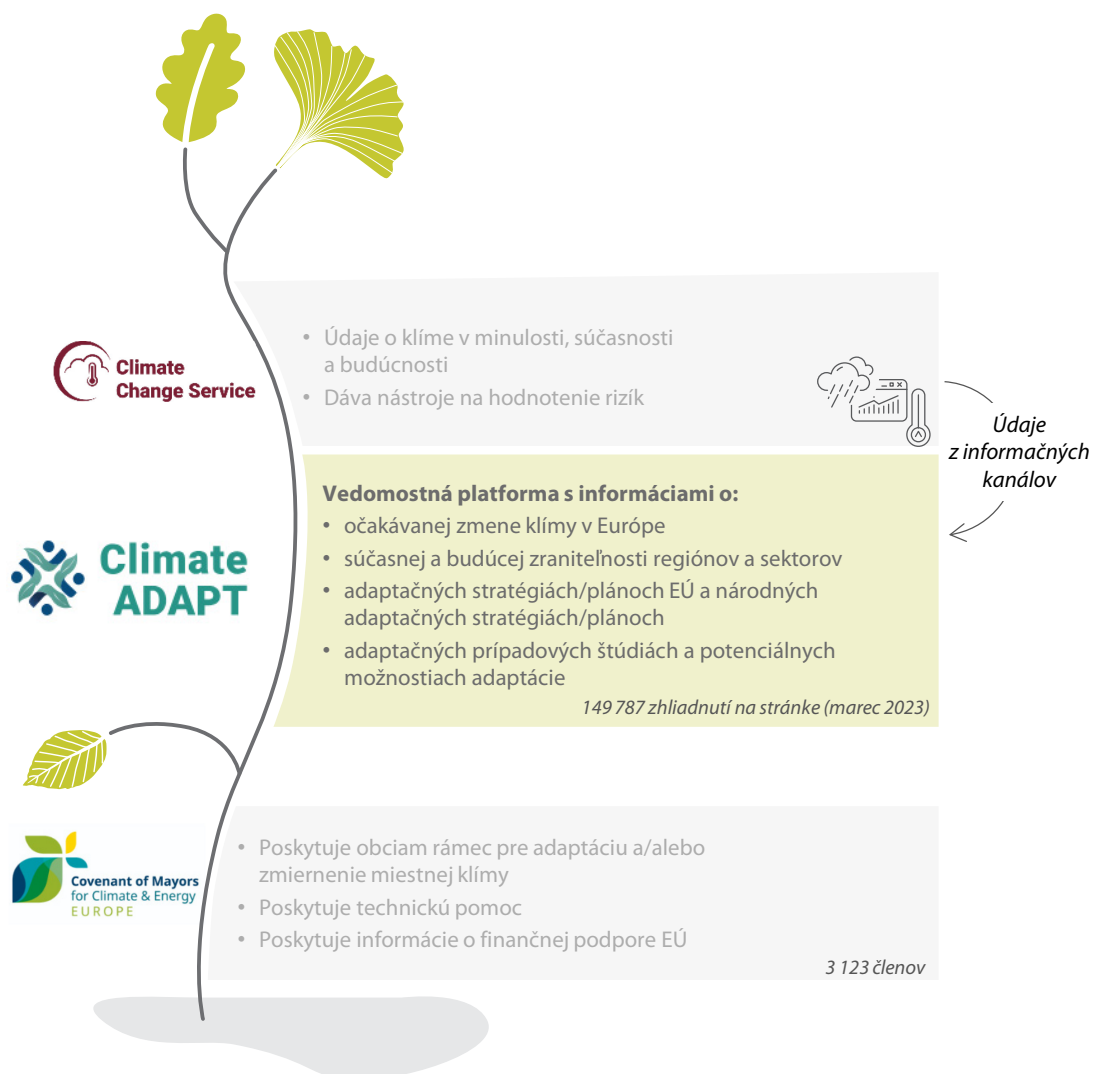 Climate
Change Service
• Údaje o klíme v minulosti, súčasnosti
a budúcnosti
• Dáva nástroje na hodnotenie rizík
Údaje
z informačných
kanálov
Climate
ADAPT
Vedomostná platforma s informáciami o:
• očakávanej zmene klímy v Európe
• súčasnej a budúcej zraniteľnosti regiónov a sektorov
• adaptačných stratégiách/plánoch EÚ a národných
adaptačných stratégiách/plánoch
• adaptačných prípadových štúdiách a potenciálnych
možnostiach adaptácie
149 787 zhliadnutí na stránke (marec 2023)
Covenant of Mayors
for Climate & Energy
EUROPE
• Poskytuje obciam rámec pre adaptáciu a/alebo
zmiernenie miestnej klímy
• Poskytuje technickú pomoc
• Poskytuje informácie o finančnej podpore EÚ
3 123 členov